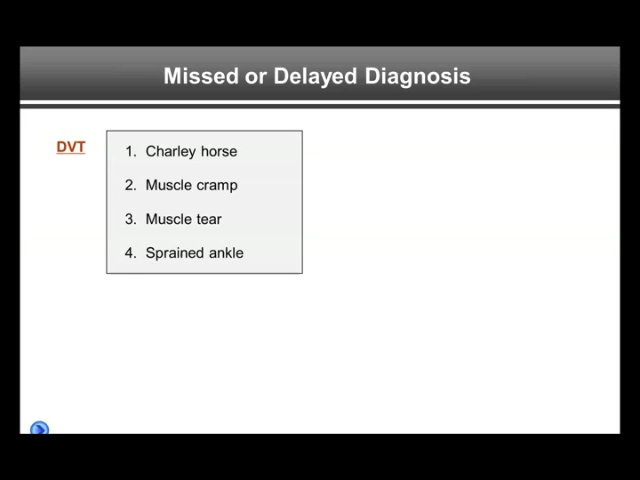 Missed or Delayed Diagnosis
DVT
1. Charley horse
2. Muscle cramp
3. Muscle tear
4. Sprained ankle